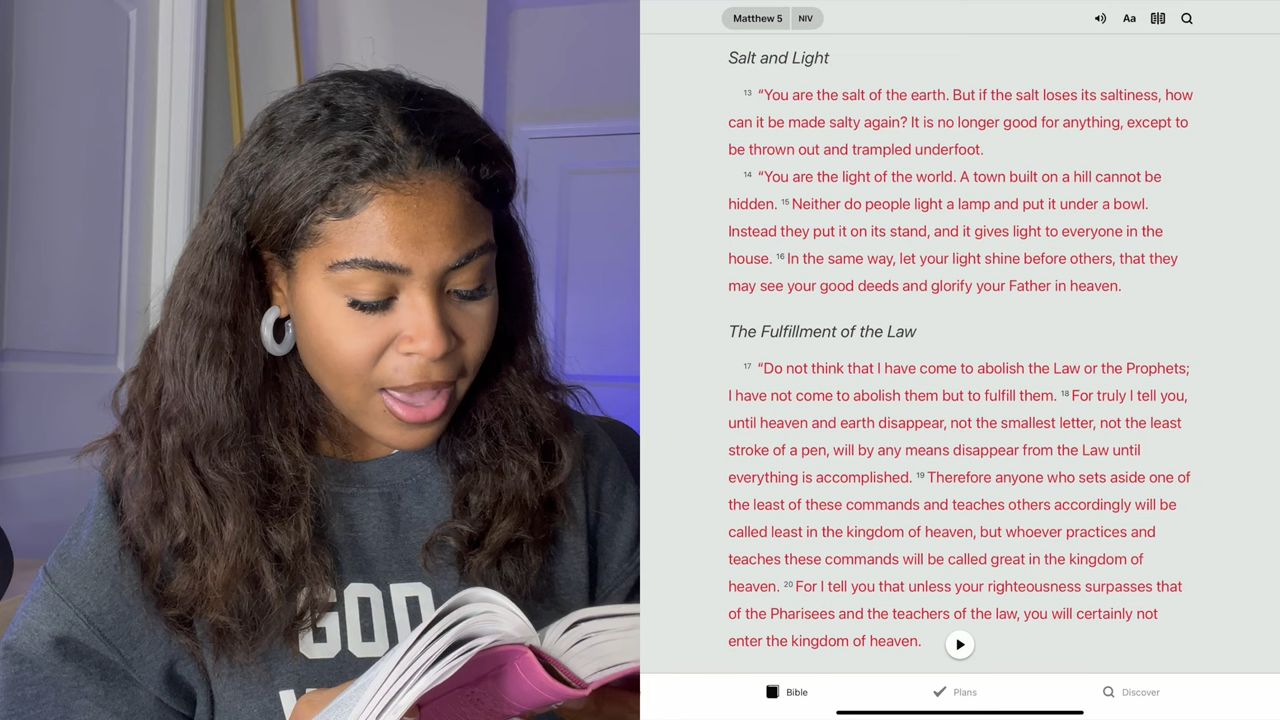 Matthew 5 NIV Aa
Salt and Light
13 “You are the salt of the earth. But if the salt loses its saltiness, how
can it be made salty again? It is no longer good for anything, except to
be thrown out and trampled underfoot.
14 “You are the light of the world. A town built on a hill cannot be
hidden. 15 Neither do people light a lamp and put it under a bowl.
Instead they put it on its stand, and it gives light to everyone in the
house. 16 In the same way, let your light shine before others, that they
may see your good deeds and glorify your Father in heaven.
The Fulfillment of the Law
17 “Do not think that I have come to abolish the Law or the Prophets;
I have not come to abolish them but to fulfill them. 18 For truly I tell you,
until heaven and earth disappear, not the smallest letter, not the least
stroke of a pen, will by any means disappear from the Law until
everything is accomplished. 19 Therefore anyone who sets aside one of
the least of these commands and teaches others accordingly will be
called least in the kingdom of heaven, but whoever practices and
teaches these commands will be called great in the kingdom of
heaven. 20 For I tell you that unless your righteousness surpasses that
of the Pharisees and the teachers of the law, you will certainly not
enter the kingdom of heaven.
Bible Plans Discover
GOD